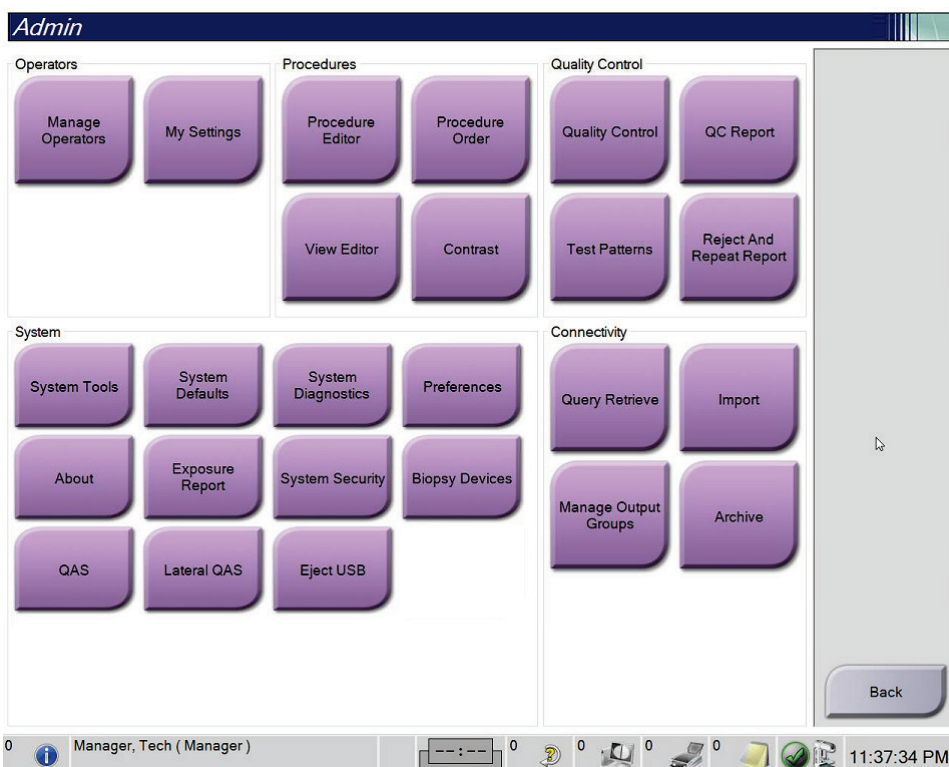 Admin
Operators
Manage
Operators
My Settings
Procedures
Procedure
Editor
Procedure
Order
View Editor
Contrast
Quality Control
Quality Control
QC Report
Test Patterns
Reject And
Repeat Report
System
System Tools
System
Defaults
System
Diagnostics
Preferences
About
Exposure
Report
System Security
Biopsy Devices
QAS
Lateral QAS
Eject USB
Connectivity
Query Retrieve
Import
Manage Output
Groups
Archive
Back
0
Manager, Tech ( Manager )
--:--
0
0
0
0
11:37:34 PM